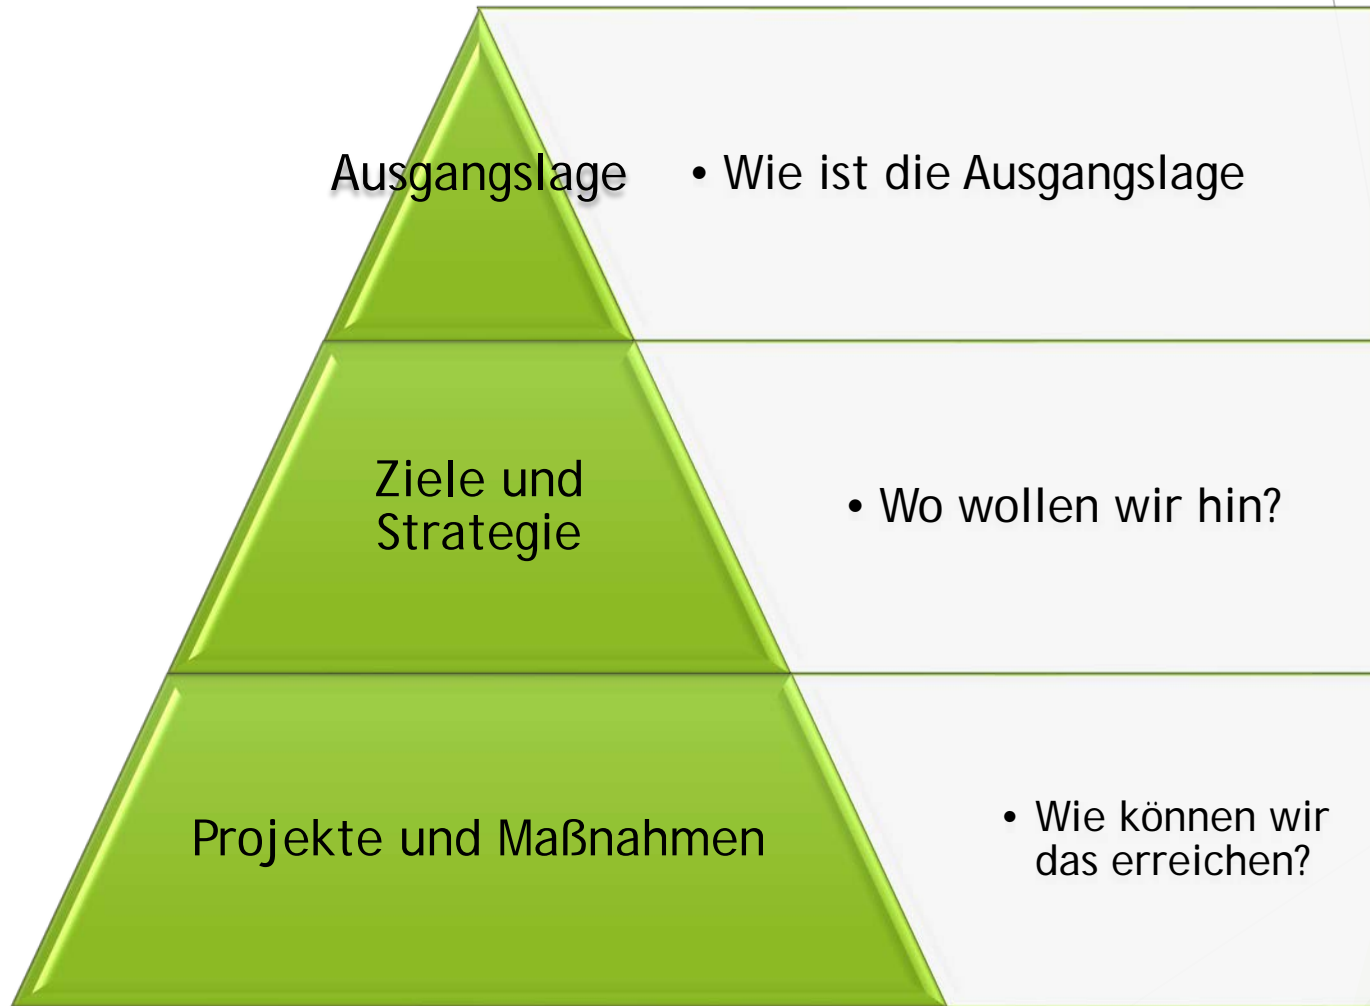 Ausgangslage
• Wie ist die Ausgangslage
Ziele und
Strategie
• Wo wollen wir hin?
Projekte und Maßnahmen
• Wie können wir
das erreichen?